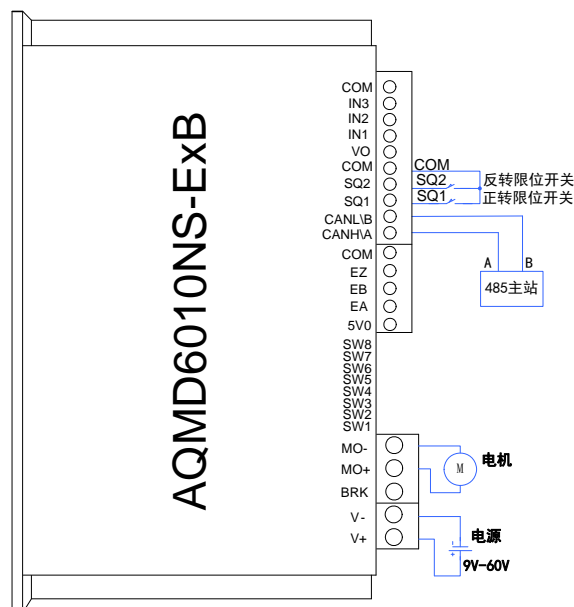 AQMD6010NS-ExB
COM
IN3
IN2
IN1
VO
COM
SQ2
SQ1
CANL\B
CANH\A
COM
EZ
EB
EA
5V0
SW8
SW7
SW6
SW5
SW4
SW3
SW2
SW1
MO-
MO+
BRK
V-
V+
COM
SQ2 反转限位开关
SQ1 正转限位开关
A B
485主站
M 电机
电源
9V-60V